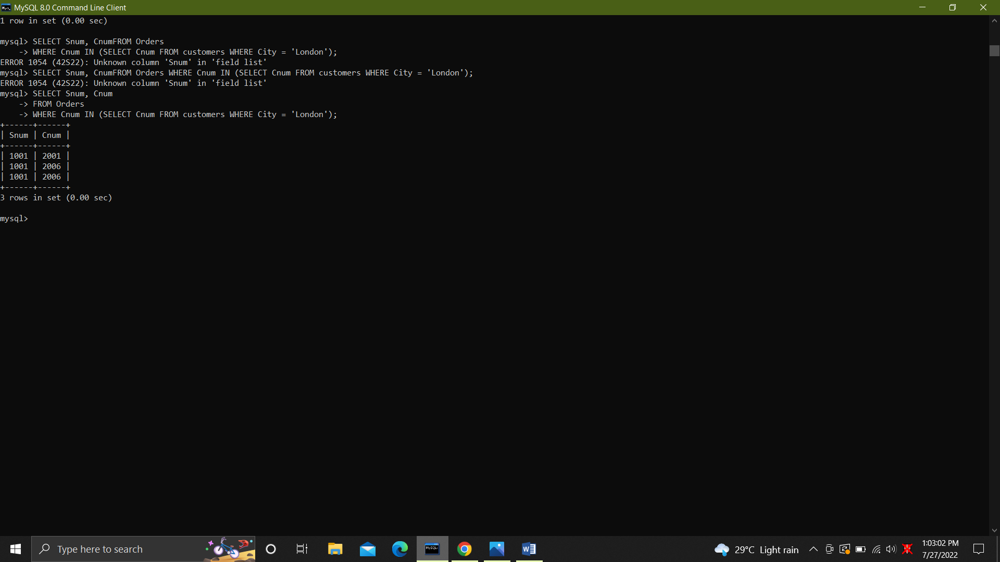 MySQL 8.0 Command Line Client
1 row in set (0.00 sec)
mysql> SELECT Snum, CnumFROM Orders
    -> WHERE Cnum IN (SELECT Cnum FROM customers WHERE City = 'London');
ERROR 1054 (42S22): Unknown column 'Snum' in 'field list'
mysql> SELECT Snum, CnumFROM Orders WHERE Cnum IN (SELECT Cnum FROM customers WHERE City = 'London');
ERROR 1054 (42S22): Unknown column 'Snum' in 'field list'
mysql> SELECT Snum, Cnum
    -> FROM Orders
    -> WHERE Cnum IN (SELECT Cnum FROM customers WHERE City = 'London');
+------+------+
| Snum | Cnum |
+------+------+
| 1001 | 2001 |
| 1001 | 2006 |
| 1001 | 2006 |
+------+------+
3 rows in set (0.00 sec)
mysql>
Type here to search
29°C Light rain
1:03:02 PM
7/27/2022